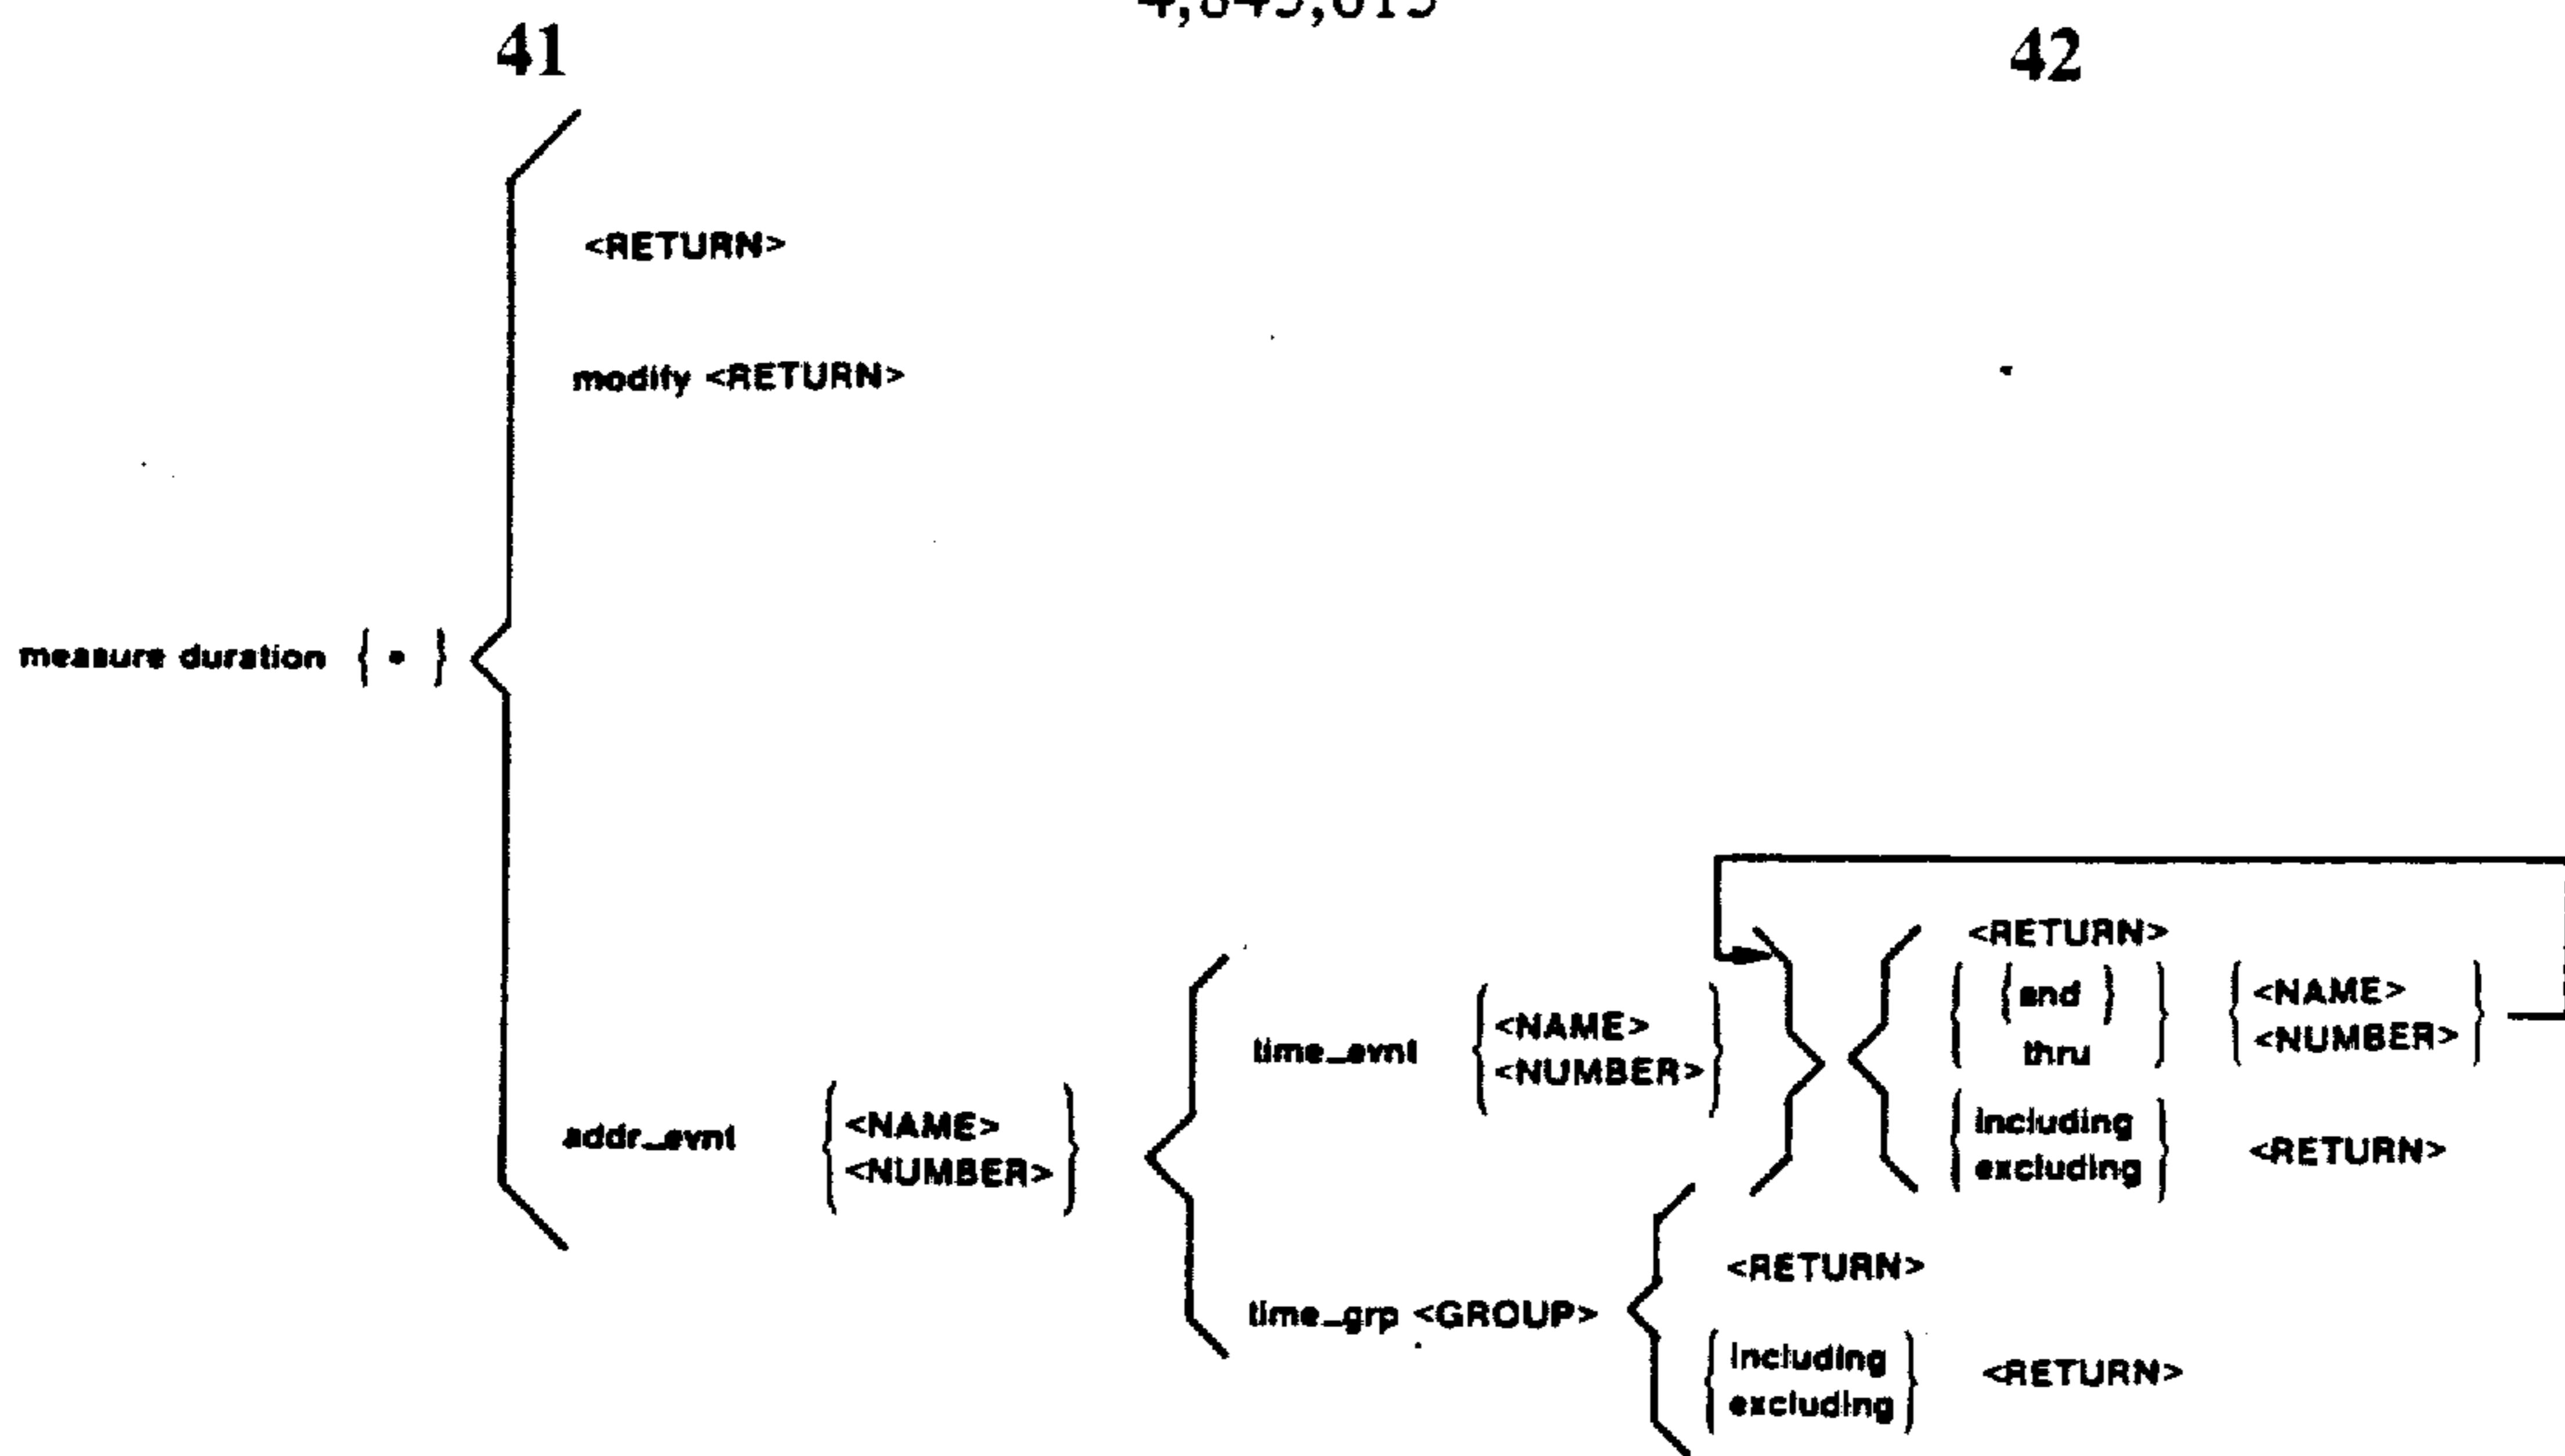 41
42
<RETURN>
modify <RETURN>
measure duration { • }
<RETURN>
{and}
thru
<NAME>
<NUMBER>
time_evnt
<NAME>
<NUMBER>
including
excluding
<RETURN>
addr_evnt
<NAME>
<NUMBER>
<RETURN>
time_grp <GROUP>
including
excluding
<RETURN>